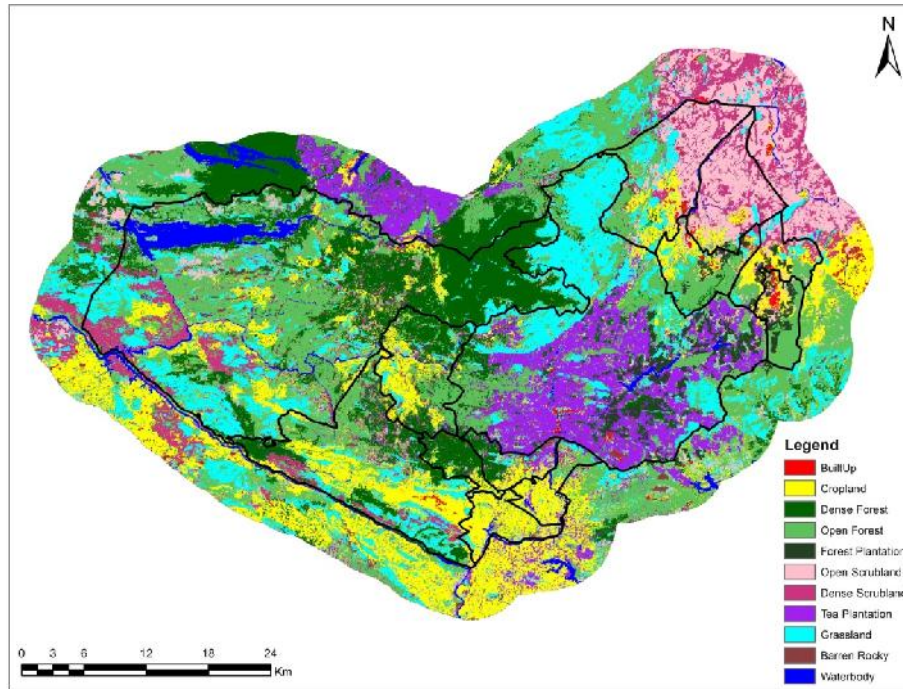 N
Legend
BuiltUp
Cropland
Dense Forest
Open Forest
Forest Plantation
Open Scrubland
Dense Scrubland
Tea Plantation
Grassland
Barren Rocky
Waterbody
0 3 6 12 18 24
Km